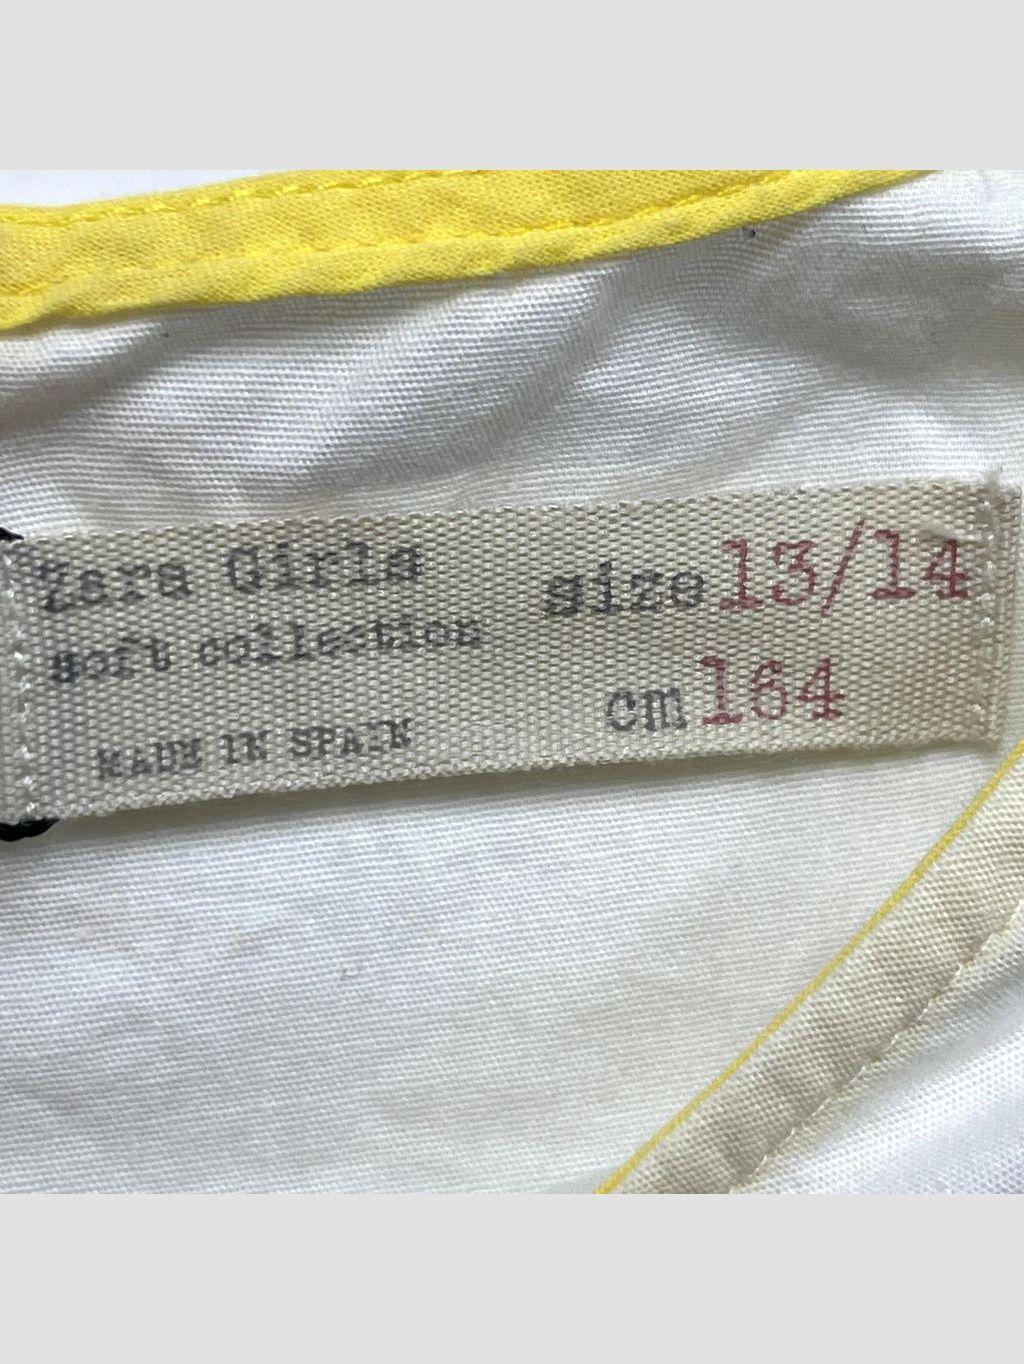 Zara Girls
soft collection
MADE IN SPAIN
size 13/14
cm 164